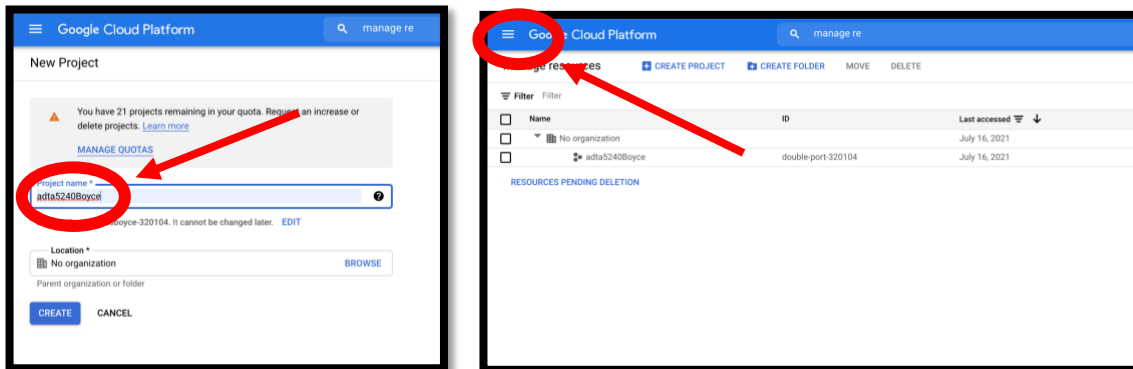 Google Cloud Platform
manage re
New Project
You have 21 projects remaining in your quota. Request an increase or
delete projects. Learn more
MANAGE QUOTAS
Project name *
adta5240Boyce
boyce-320104. It cannot be changed later. EDIT
Location *
No organization
BROWSE
Parent organization or folder
CREATE CANCEL
Google Cloud Platform
manage re
Manage resources
CREATE PROJECT CREATE FOLDER MOVE DELETE
Filter Filter
Name ID Last accessed
No organization July 16, 2021
adta5240Boyce double-port-320104 July 16, 2021
RESOURCES PENDING DELETION